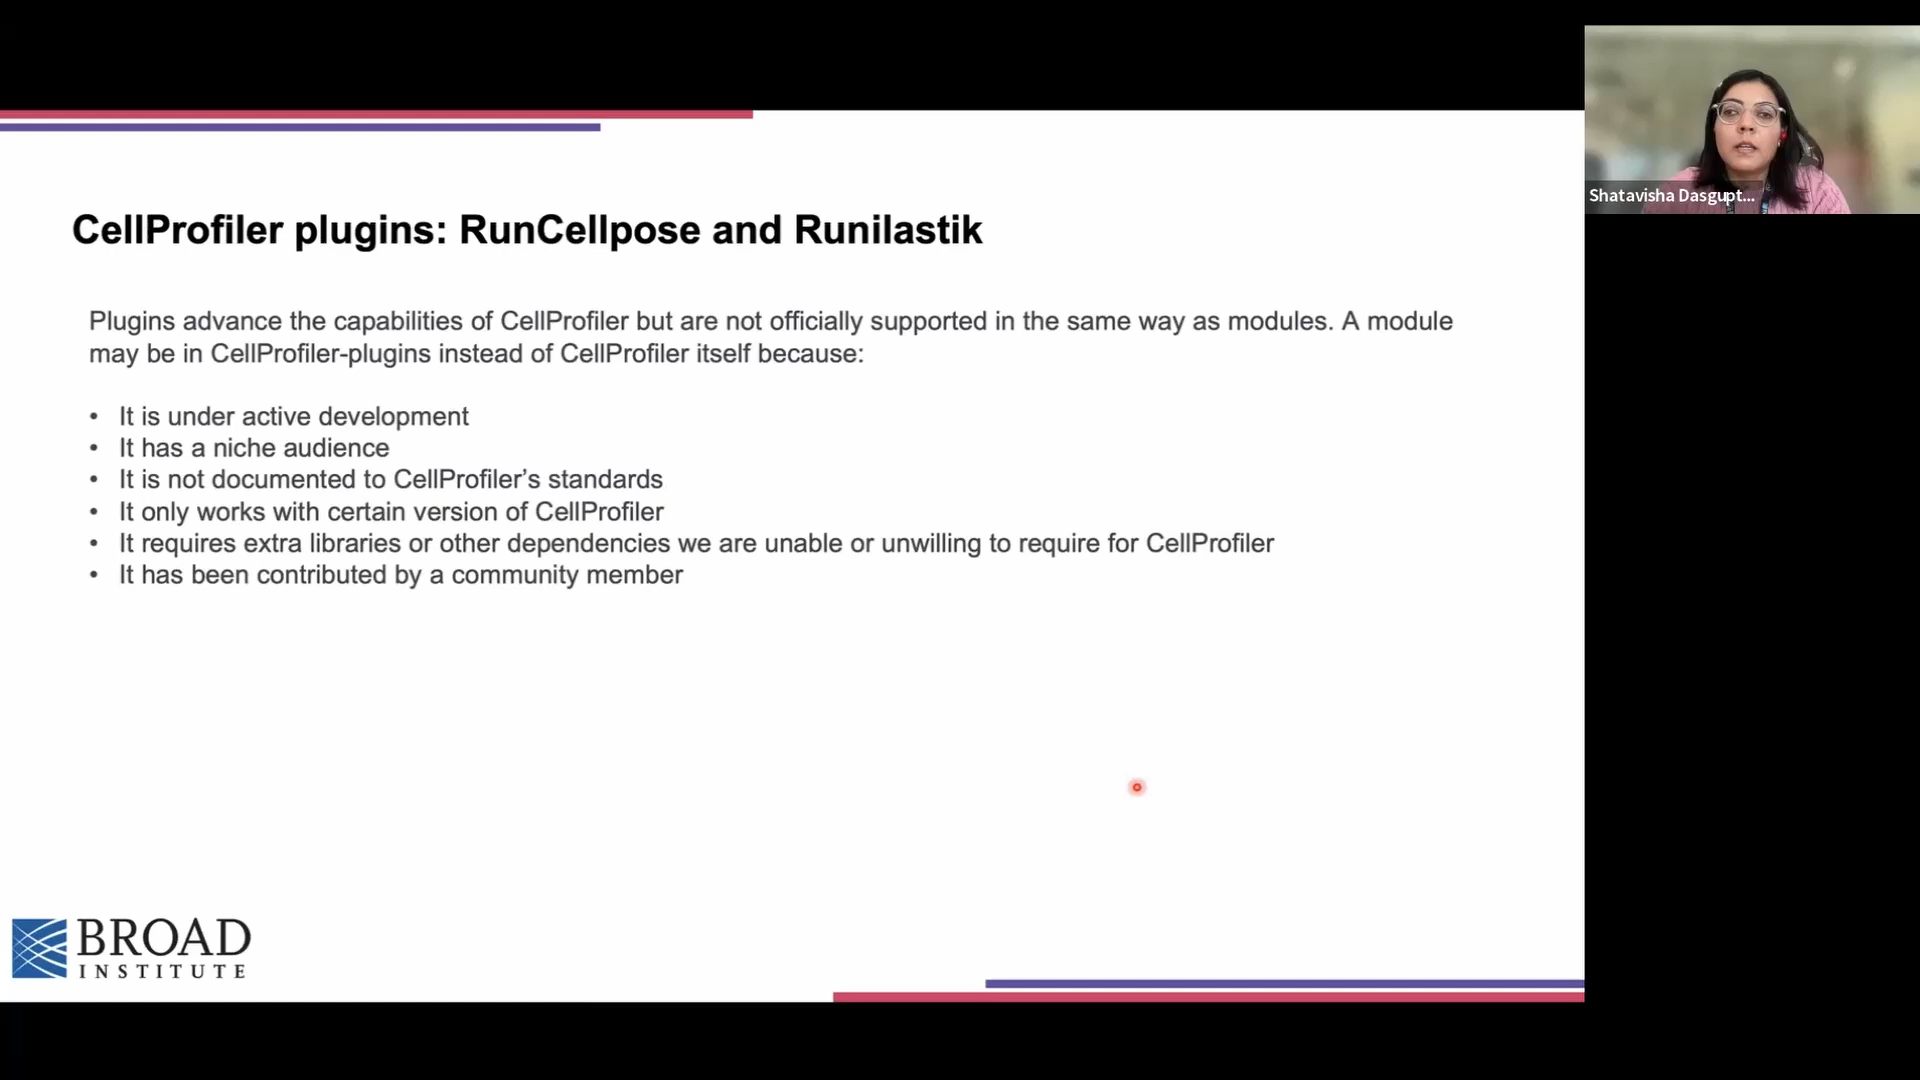 CellProfiler plugins: RunCellpose and Runilastik
Plugins advance the capabilities of CellProfiler but are not officially supported in the same way as modules. A module
may be in CellProfiler-plugins instead of CellProfiler itself because:
• It is under active development
• It has a niche audience
• It is not documented to CellProfiler’s standards
• It only works with certain version of CellProfiler
• It requires extra libraries or other dependencies we are unable or unwilling to require for CellProfiler
• It has been contributed by a community member
BROAD
INSTITUTE
Shatavisha Dasgupt...